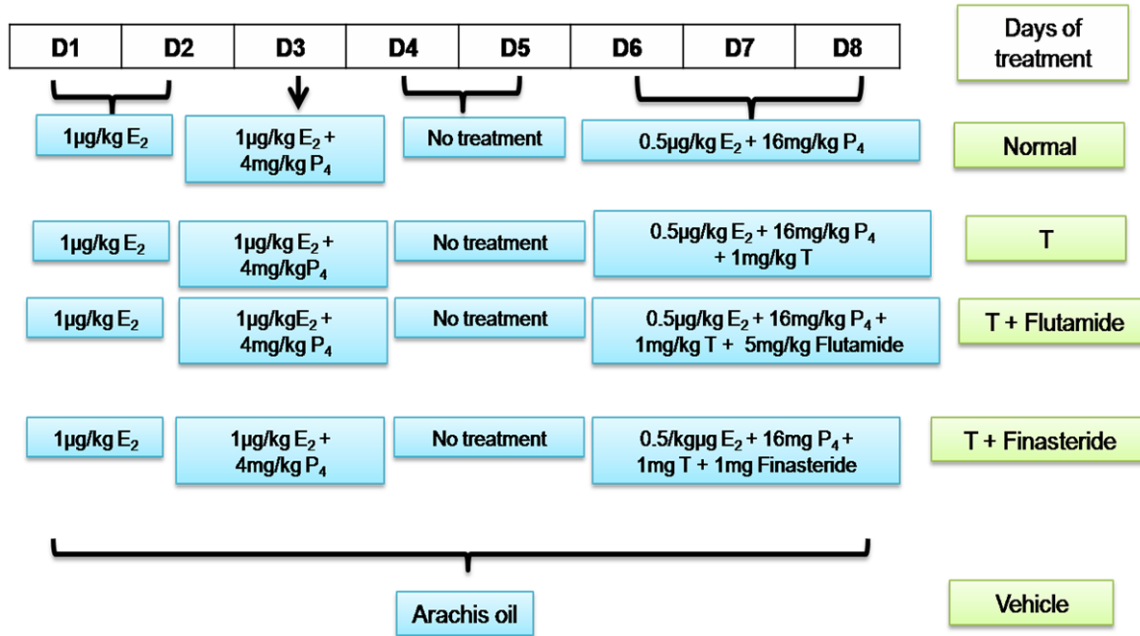 D1 D2 D3 D4 D5 D6 D7 D8
Days of
treatment
1µg/kg E₂
1µg/kg E₂ +
4mg/kg P₄
No treatment
0.5µg/kg E₂ + 16mg/kg P₄
Normal
1µg/kg E₂
1µg/kg E₂ +
4mg/kgP₄
No treatment
0.5µg/kg E₂ + 16mg/kg P₄
+ 1mg/kg T
T
1µg/kg E₂
1µg/kgE₂ +
4mg/kg P₄
No treatment
0.5µg/kg E₂ + 16mg/kg P₄ +
1mg/kg T + 5mg/kg Flutamide
T + Flutamide
1µg/kg E₂
1µg/kg E₂ +
4mg/kg P₄
No treatment
0.5/kgµg E₂ + 16mg P₄ +
1mg T + 1mg Finasteride
T + Finasteride
Arachis oil
Vehicle